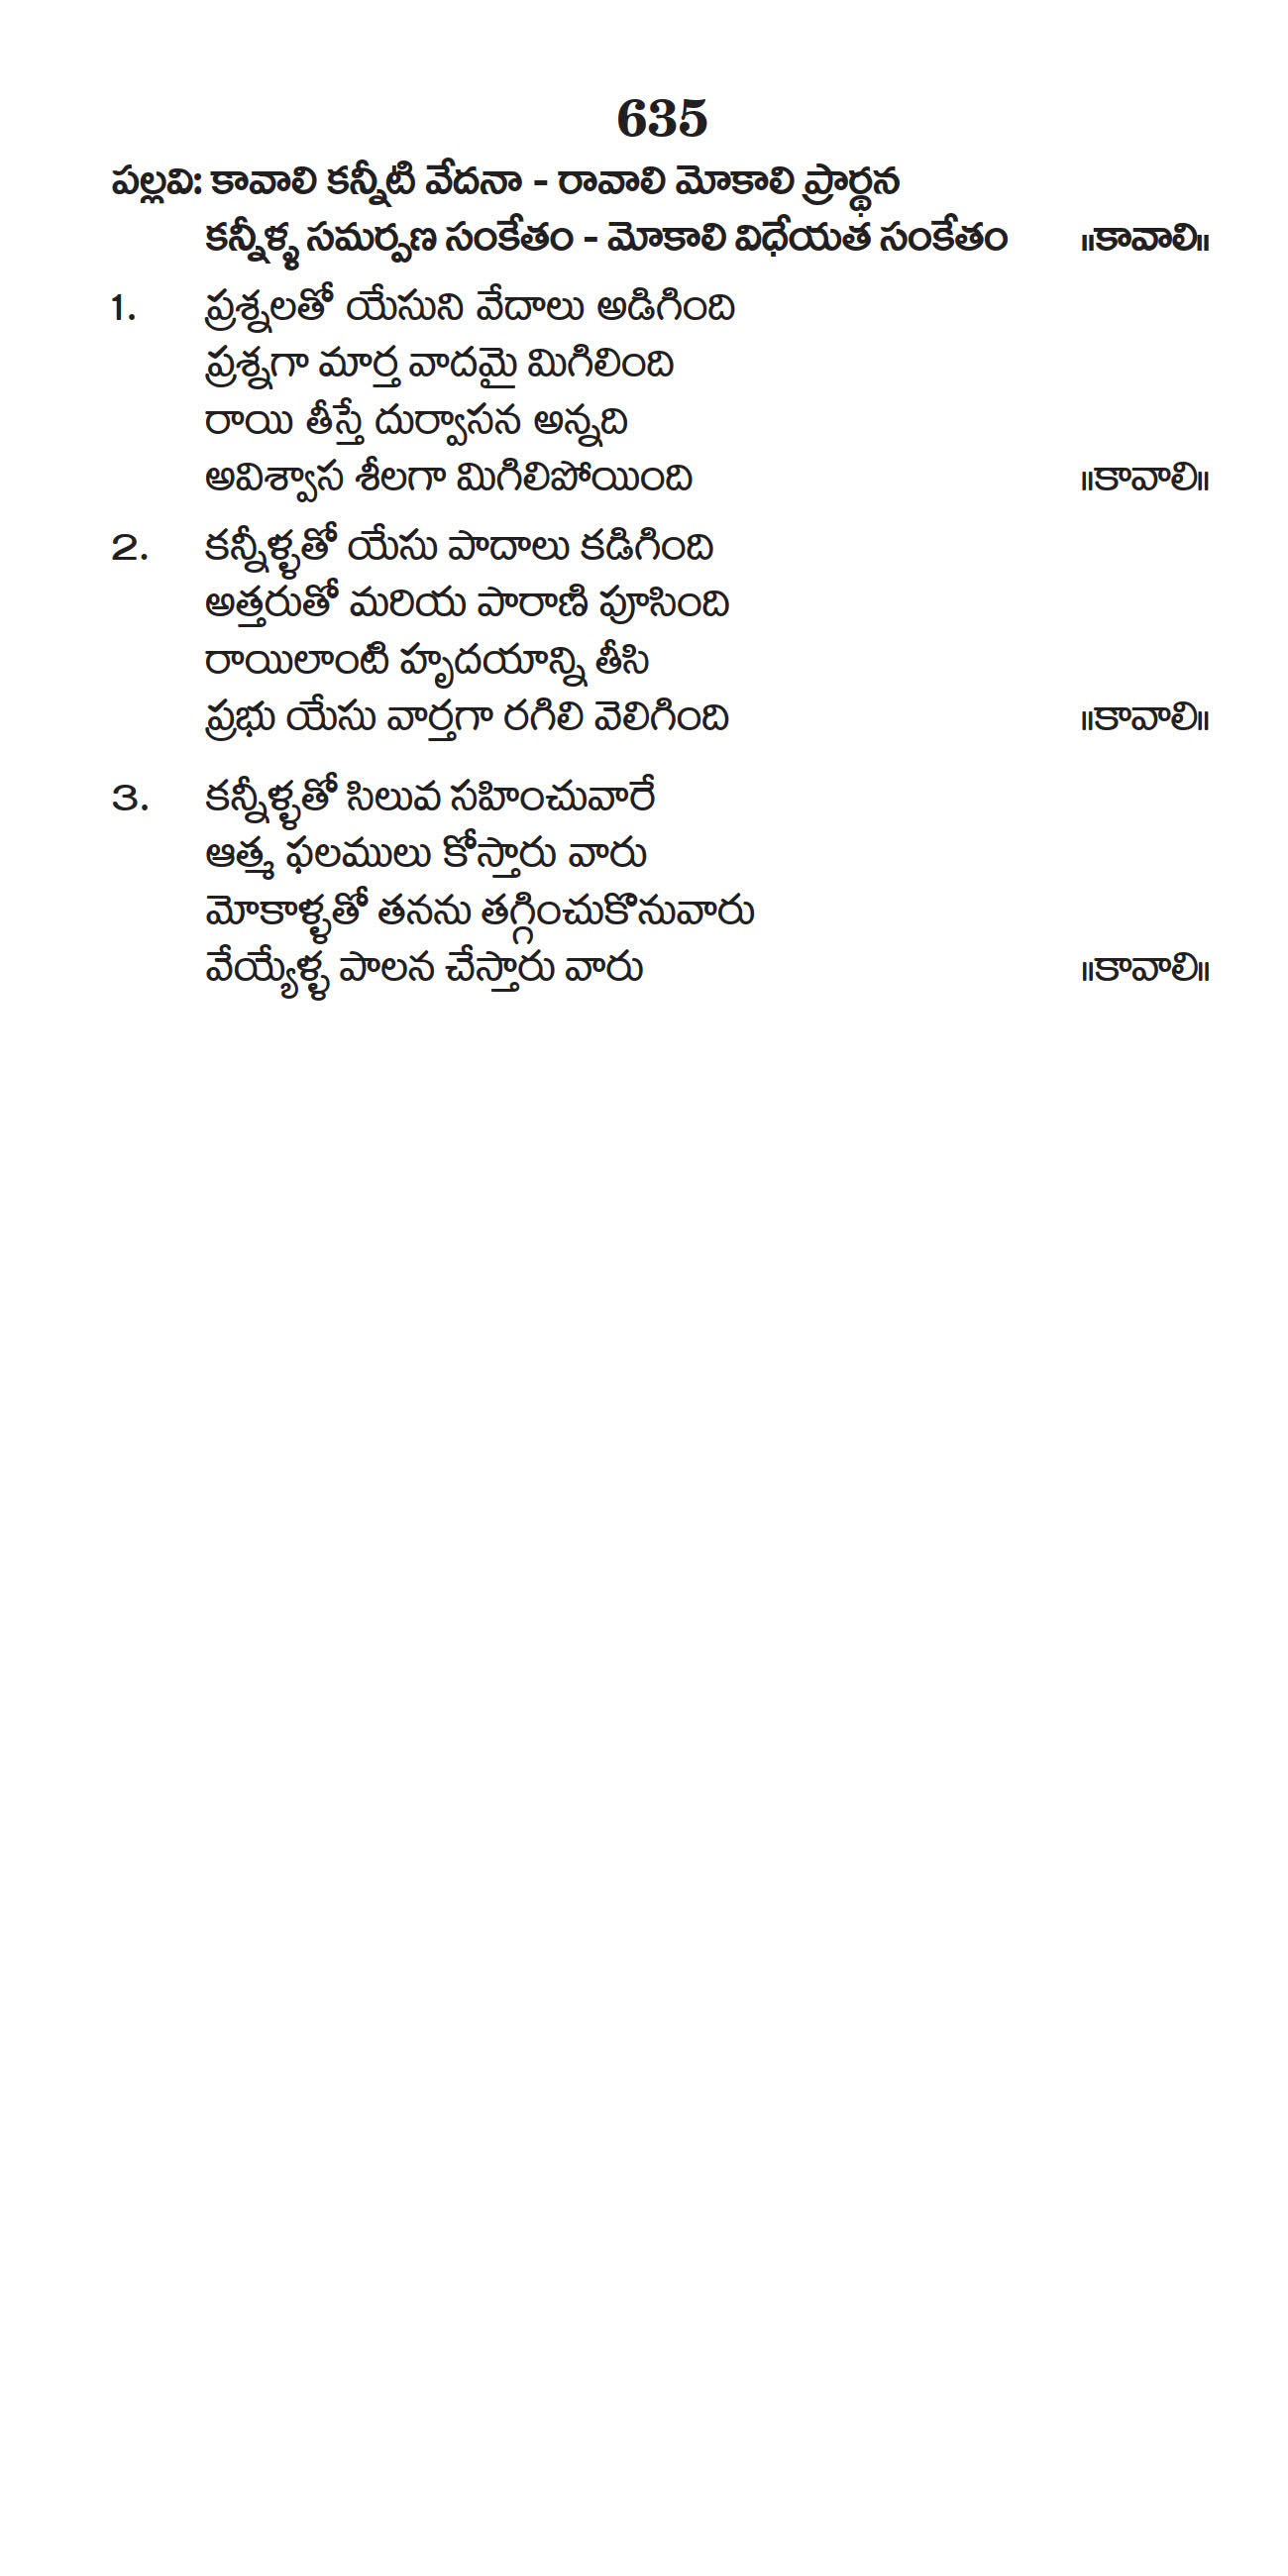 635
పల్లవి: కావాలి కన్నీటి వేదనా - రావాలి మోకాలి ప్రార్థన
కన్నీళ్ళ సమర్పణ సంకేతం - మోకాలి విధేయత సంకేతం ॥కావాలి॥
1. ప్రశ్నలతో యేసుని వేదాలు అడిగింది
ప్రశ్నగా మార్త వాదమై మిగిలింది
రాయి తీస్తే దుర్వాసన అన్నది
అవిశ్వాస శీలగా మిగిలిపోయింది ॥కావాలి॥
2. కన్నీళ్ళతో యేసు పాదాలు కడిగింది
అత్తరుతో మరియ పారాణి పూసింది
రాయిలాంటి హృదయాన్ని తీసి
ప్రభు యేసు వార్తగా రగిలి వెలిగింది ॥కావాలి॥
3. కన్నీళ్ళతో సిలువ సహించువారే
ఆత్మ ఫలములు కోస్తారు వారు
మోకాళ్ళతో తనను తగ్గించుకొనువారు
వేయ్యేళ్ళ పాలన చేస్తారు వారు ॥కావాలి॥